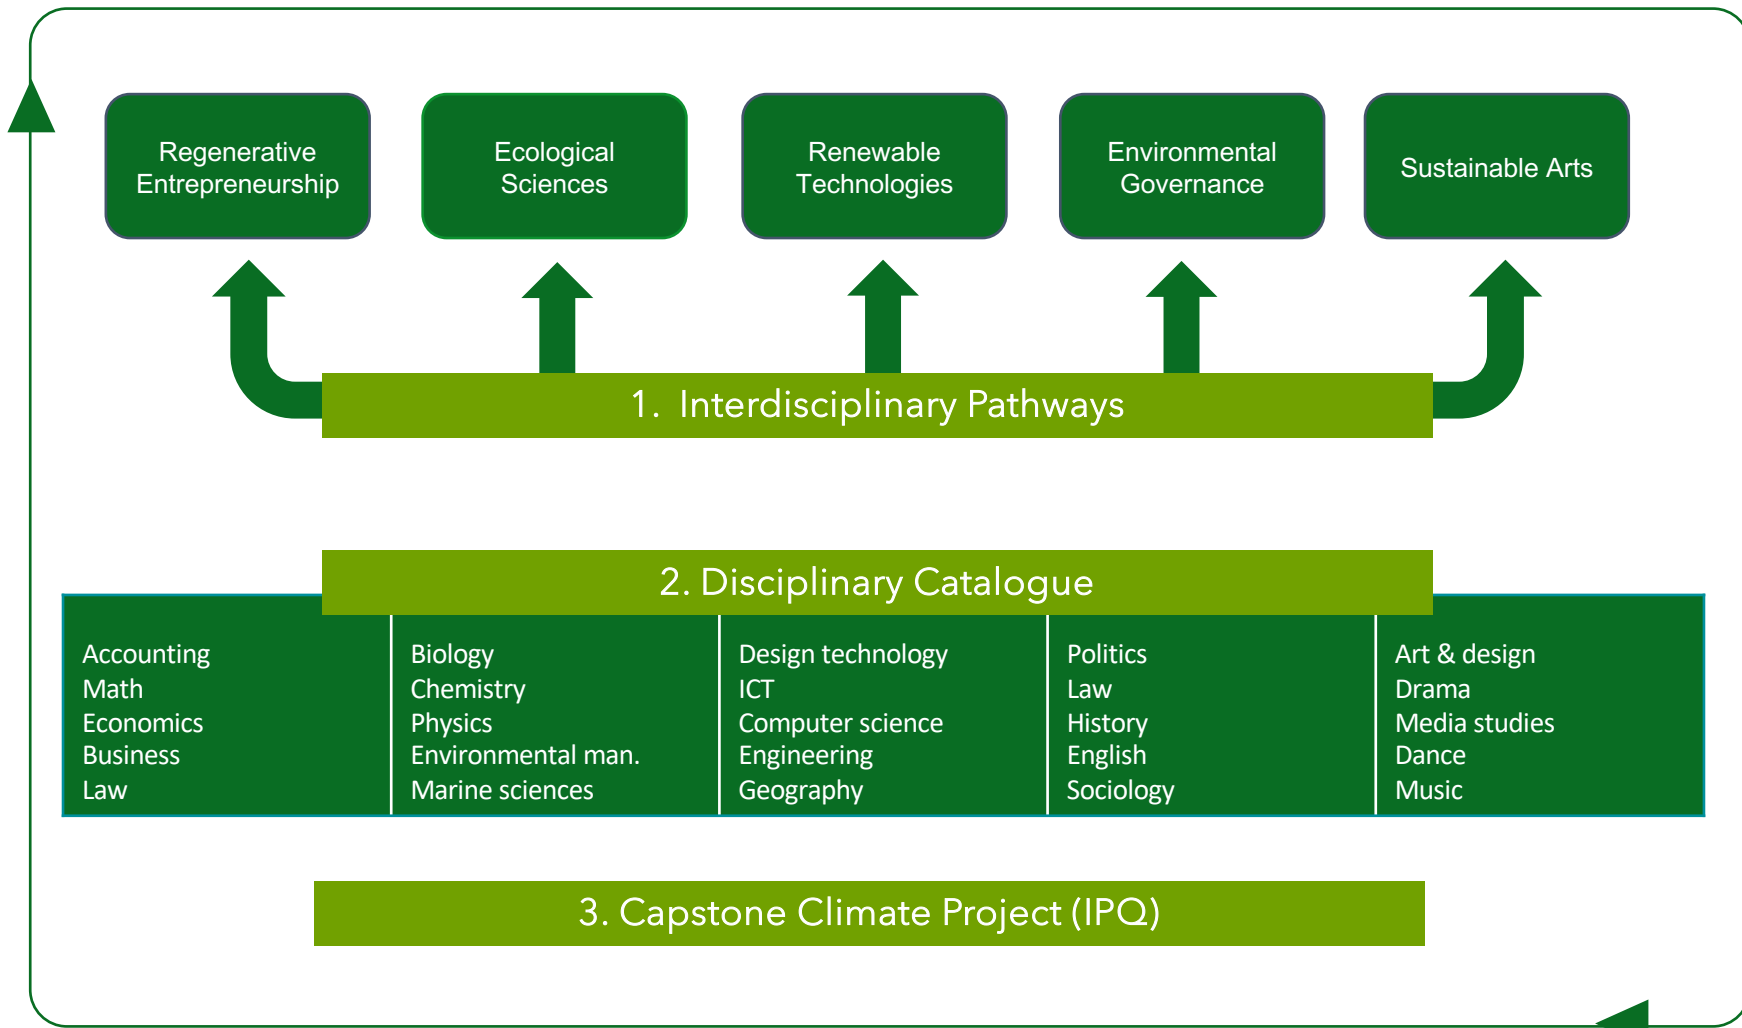 Regenerative
Entrepreneurship
Ecological
Sciences
Renewable
Technologies
Environmental
Governance
Sustainable Arts
1. Interdisciplinary Pathways
2. Disciplinary Catalogue
Accounting
Math
Economics
Business
Law
Biology
Chemistry
Physics
Environmental man.
Marine sciences
Design technology
ICT
Computer science
Engineering
Geography
Politics
Law
History
English
Sociology
Art & design
Drama
Media studies
Dance
Music
3. Capstone Climate Project (IPQ)